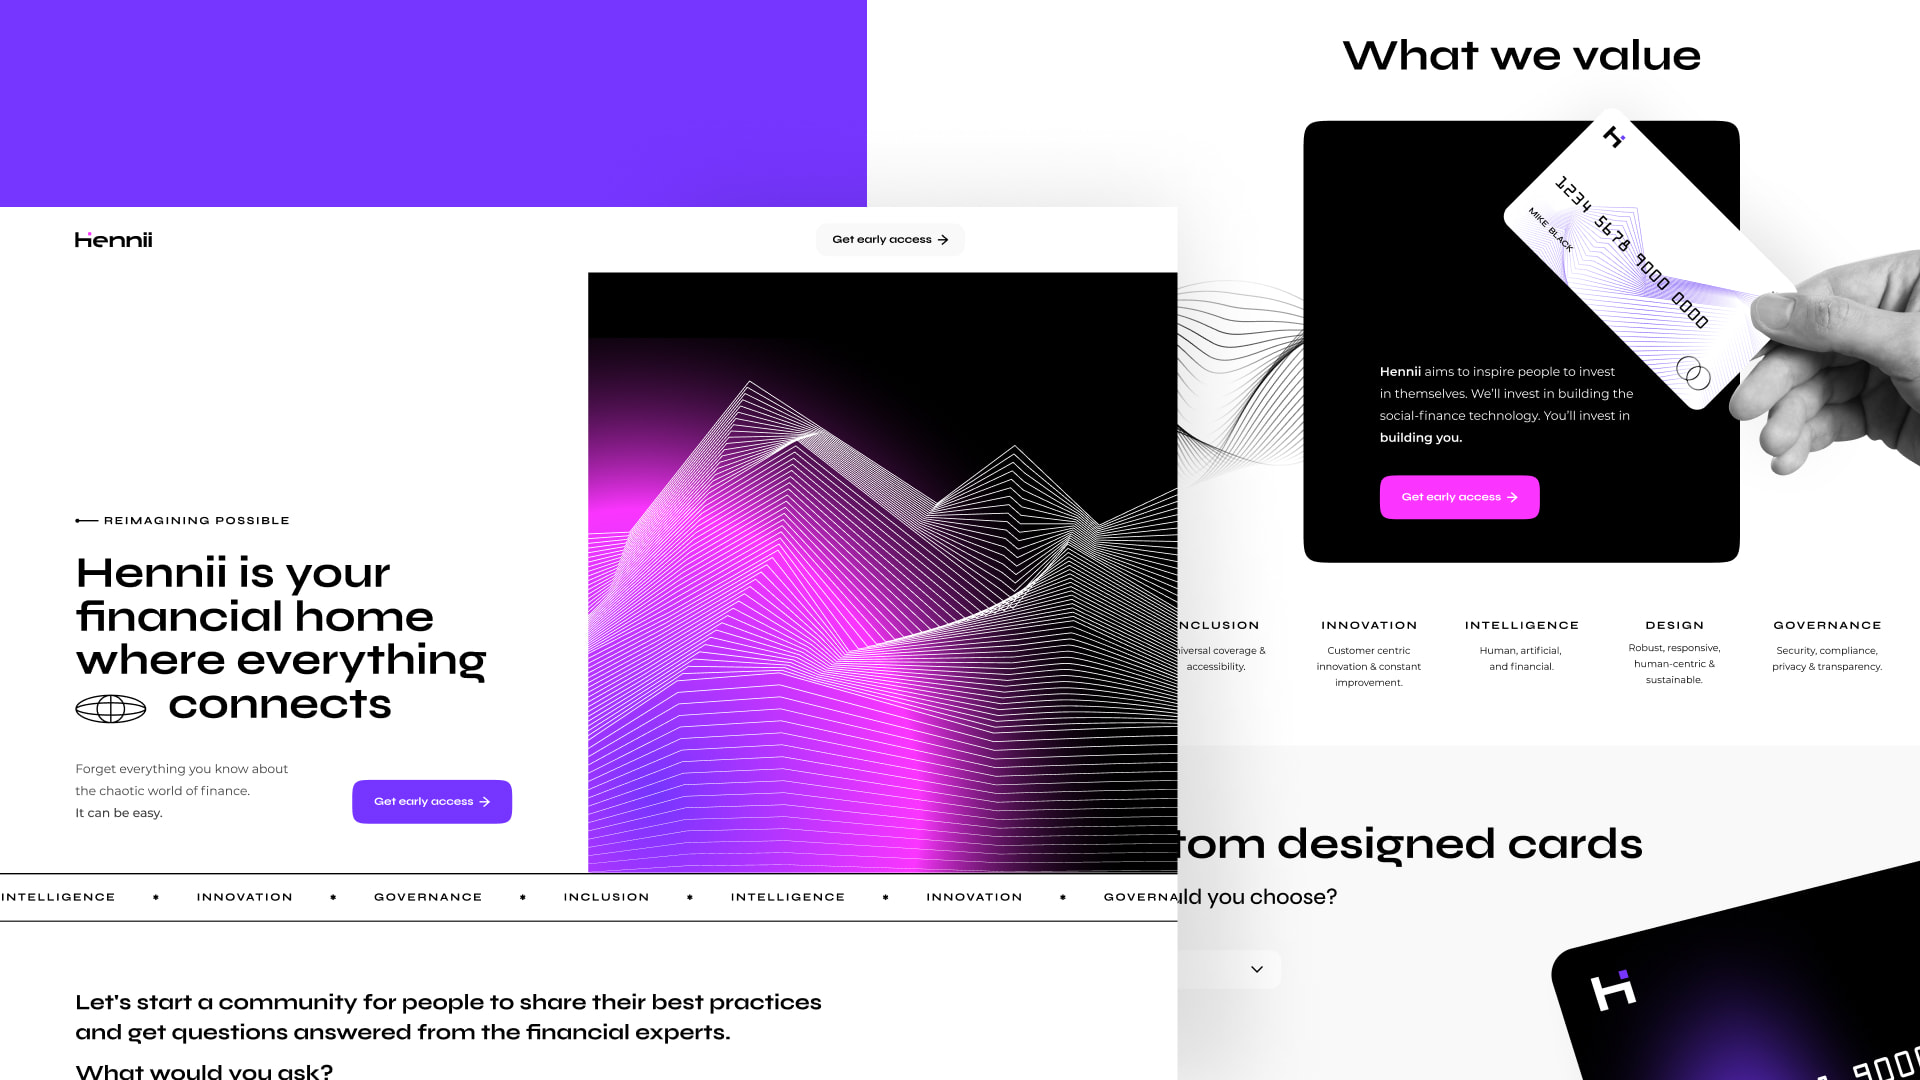 Hennii
Get early access →
REIMAGINING POSSIBLE
Hennii is your
financial home
where everything
connects
Forget everything you know about
the chaotic world of finance.
It can be easy.
Get early access →
INTELLIGENCE * INNOVATION * GOVERNANCE * INCLUSION * INTELLIGENCE * INNOVATION * GOVERNA
Let's start a community for people to share their best practices
and get questions answered from the financial experts.
What would you ask?
What we value
Hi
1234 5678 9000 0000
MIKE BLACK
Hennii aims to inspire people to invest
in themselves. We'll invest in building the
social-finance technology. You'll invest in
building you.
Get early access →
NCLUSION
iversal coverage &
accessibility.
INNOVATION
Customer centric
innovation & constant
improvement.
INTELLIGENCE
Human, artificial,
and financial.
DESIGN
Robust, responsive,
human-centric &
sustainable.
GOVERNANCE
Security, compliance,
privacy & transparency.
tom designed cards
uld you choose?
Hi
900